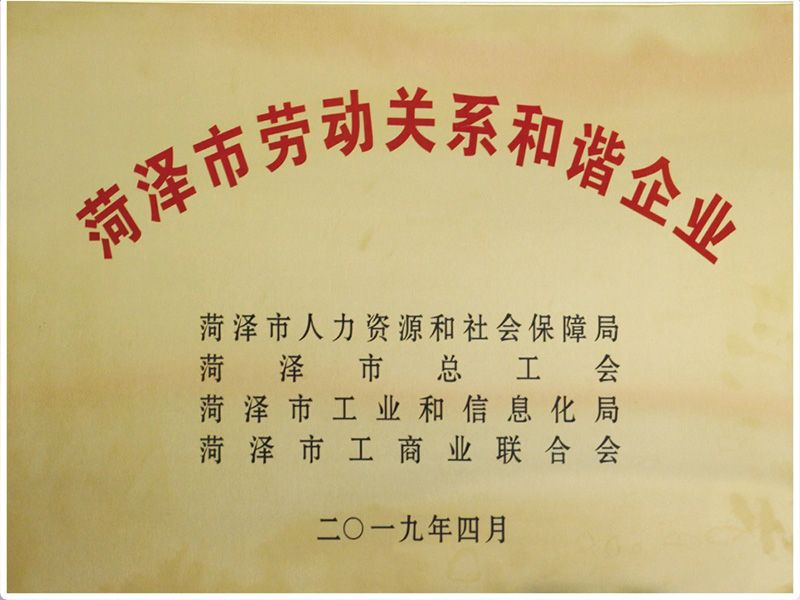 菏泽市劳动关系和谐企业
菏泽市人力资源和社会保障局
菏泽市总工会
菏泽市工业和信息化局
菏泽市工商业联合会
二〇一九年四月